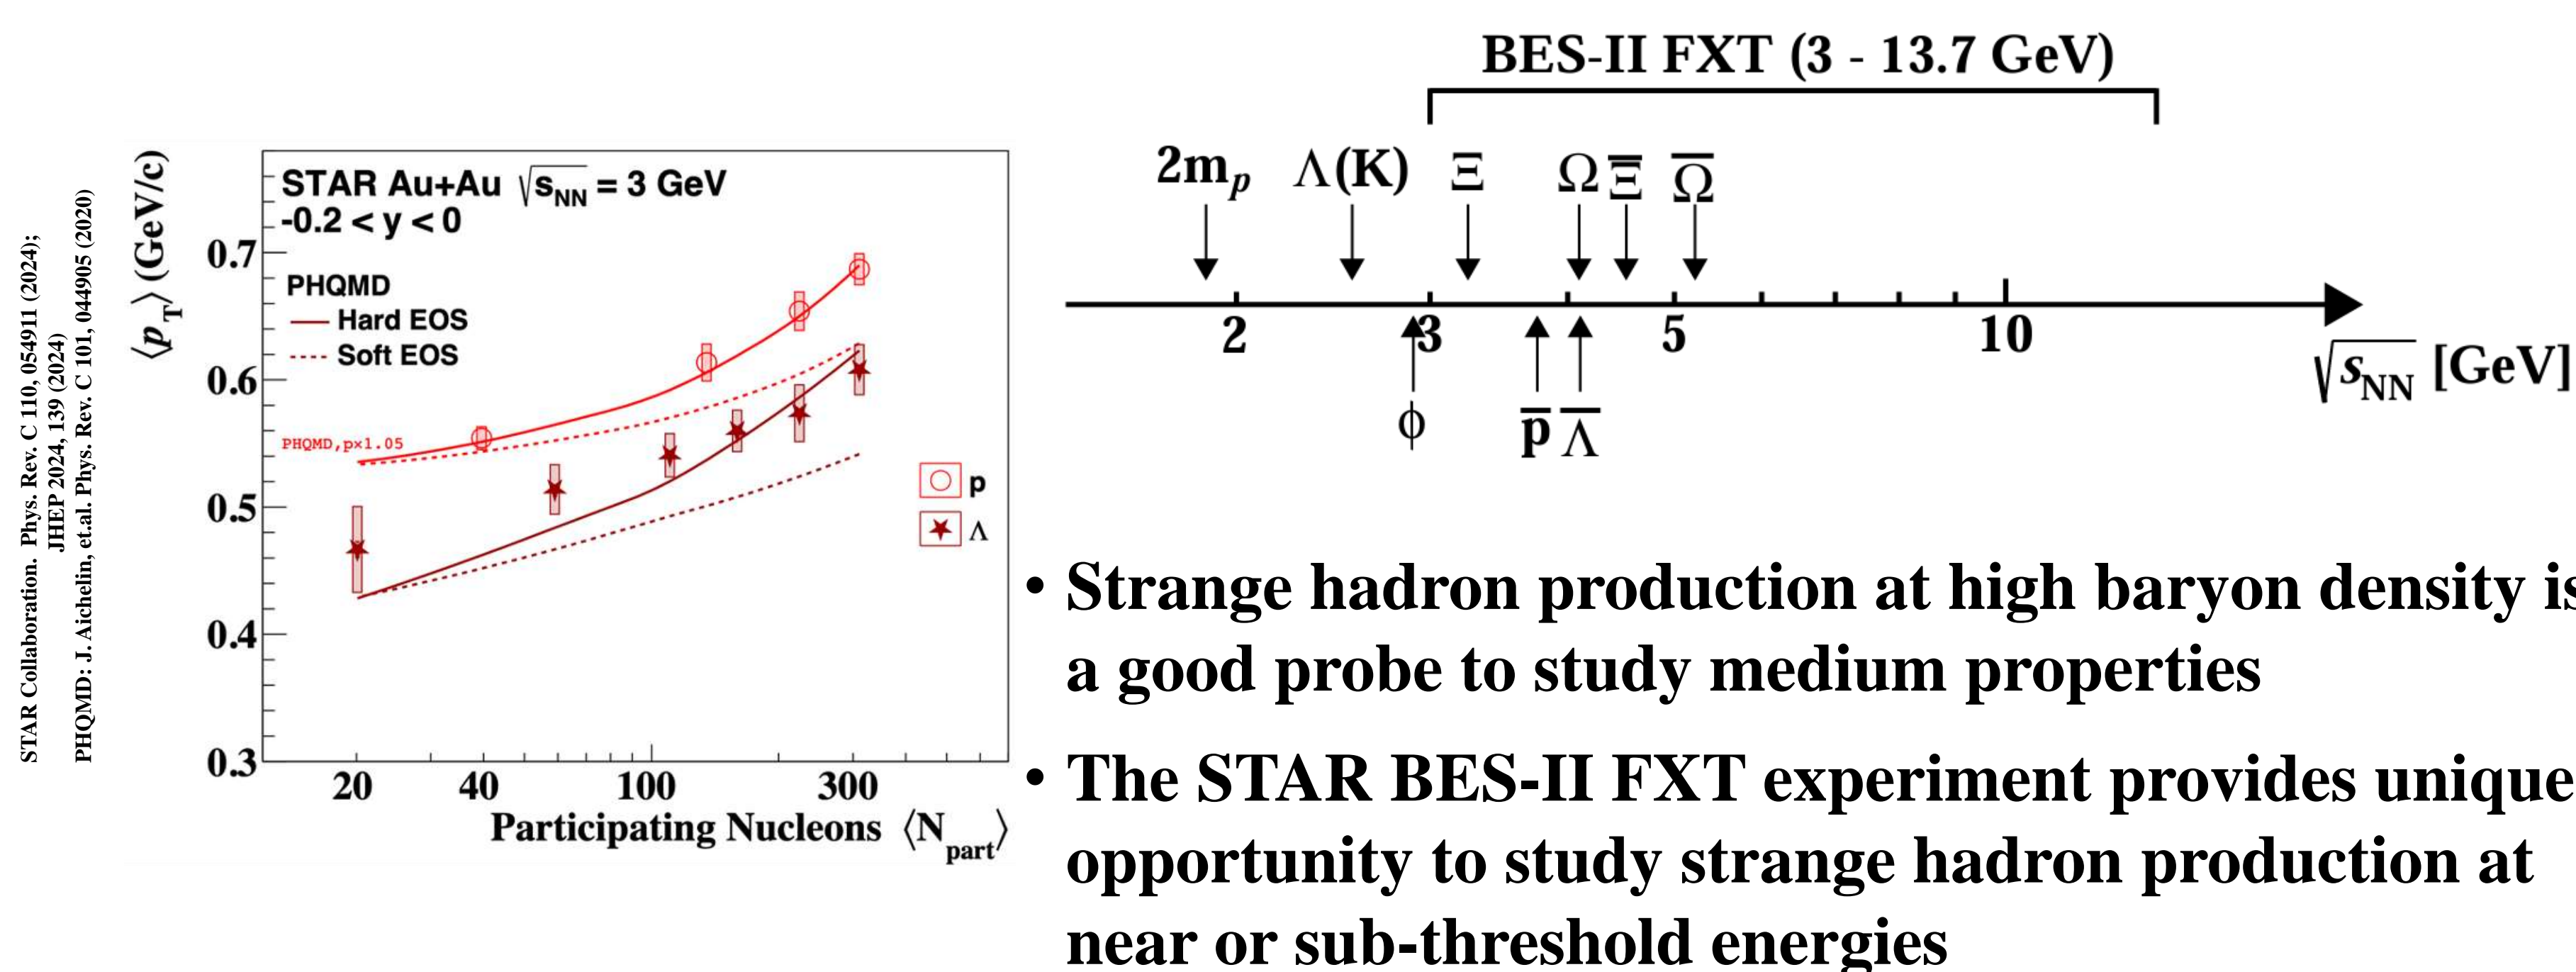 STAR Collaboration. Phys. Rev. C 110, 054911 (2024);
JHEP 2024, 139 (2024)
PHQMD: J. Aichelin, et.al. Phys. Rev. C 101, 044905 (2020)
⟨p_T⟩ (GeV/c)
STAR Au+Au √s_NN = 3 GeV
-0.2 < y < 0
PHQMD
Hard EOS
Soft EOS
PHQMD,p×1.05
p
Λ
0.7
0.6
0.5
0.4
0.3
20 40 100 300
Participating Nucleons ⟨N_part⟩
BES-II FXT (3 - 13.7 GeV)
2m_p Λ(K) Ξ Ω Ξ̅ Ω̅
2 3 5 10
√s_NN [GeV]
ϕ p̅ Λ̅
• Strange hadron production at high baryon density is
a good probe to study medium properties
• The STAR BES-II FXT experiment provides unique
opportunity to study strange hadron production at
near or sub-threshold energies